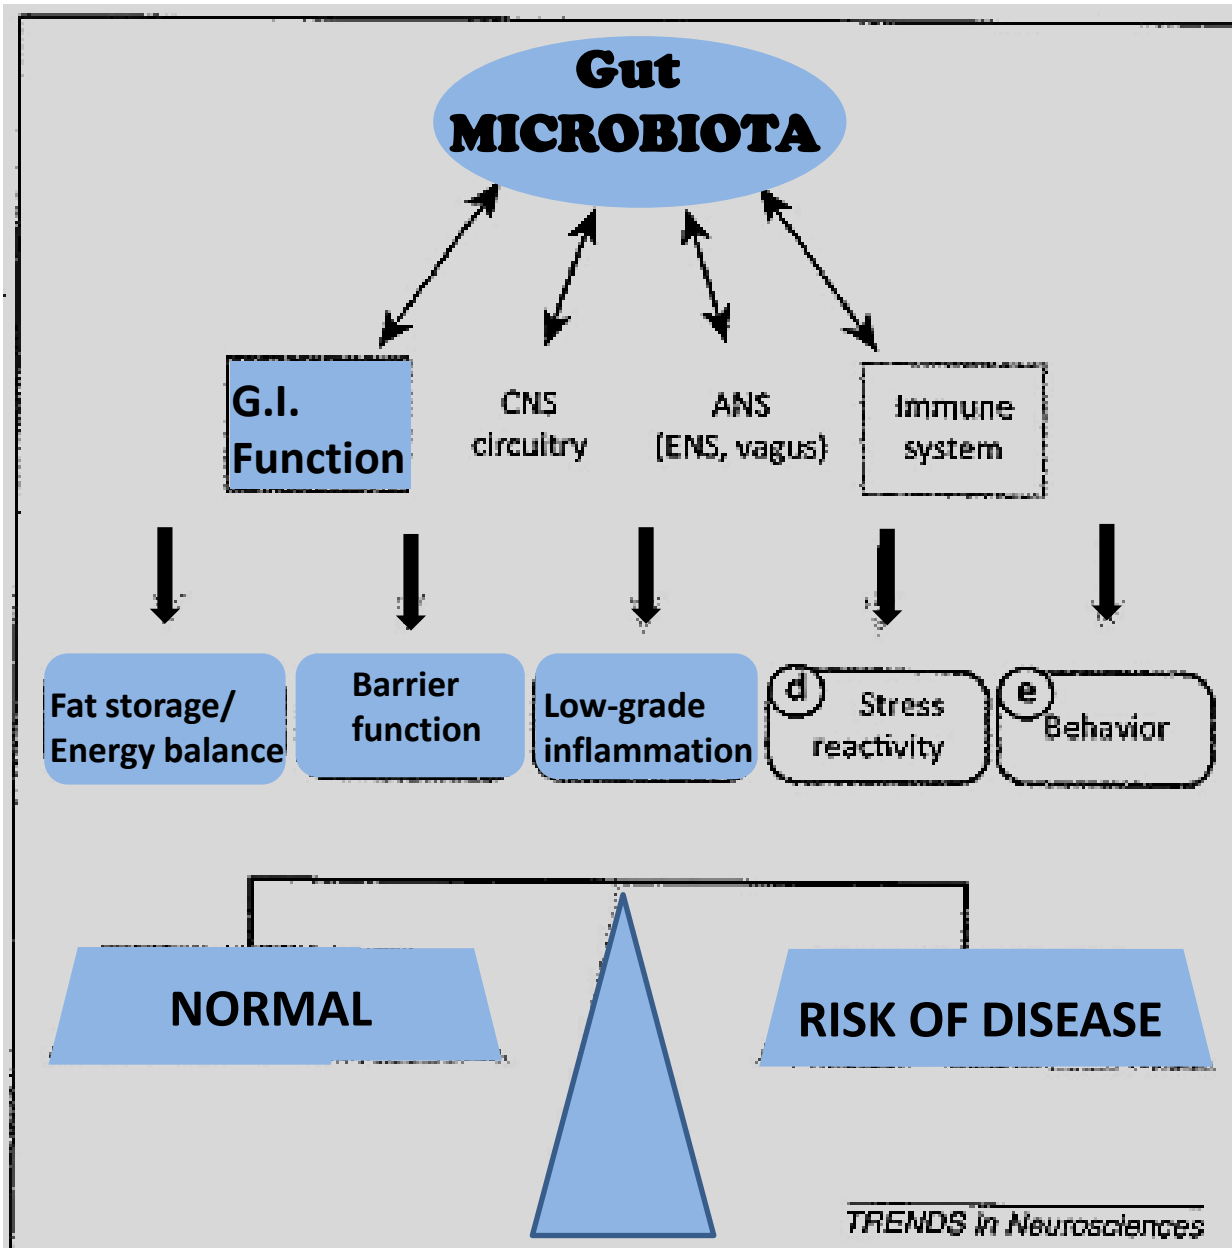 Gut
MICROBIOTA
G.I.
Function
CNS
circuitry
ANS
(ENS, vagus)
Immune
system
Fat storage/
Energy balance
Barrier
function
Low-grade
inflammation
d
Stress
reactivity
e
Behavior
NORMAL
RISK OF DISEASE
TRENDS in Neurosciences